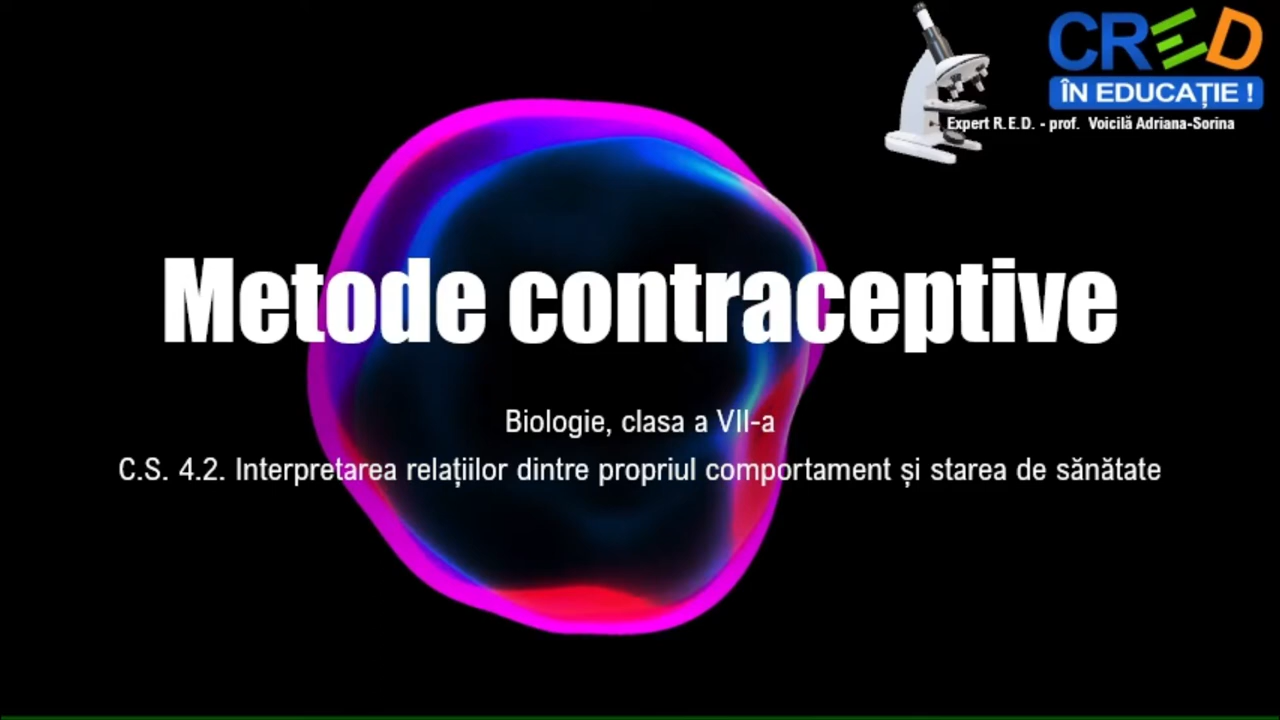 CRED
ÎN EDUCAȚIE !
Expert R.E.D. - prof. Voicilă Adriana-Sorina
Metode contraceptive
Biologie, clasa a VII-a
C.S. 4.2. Interpretarea relațiilor dintre propriul comportament și starea de sănătate